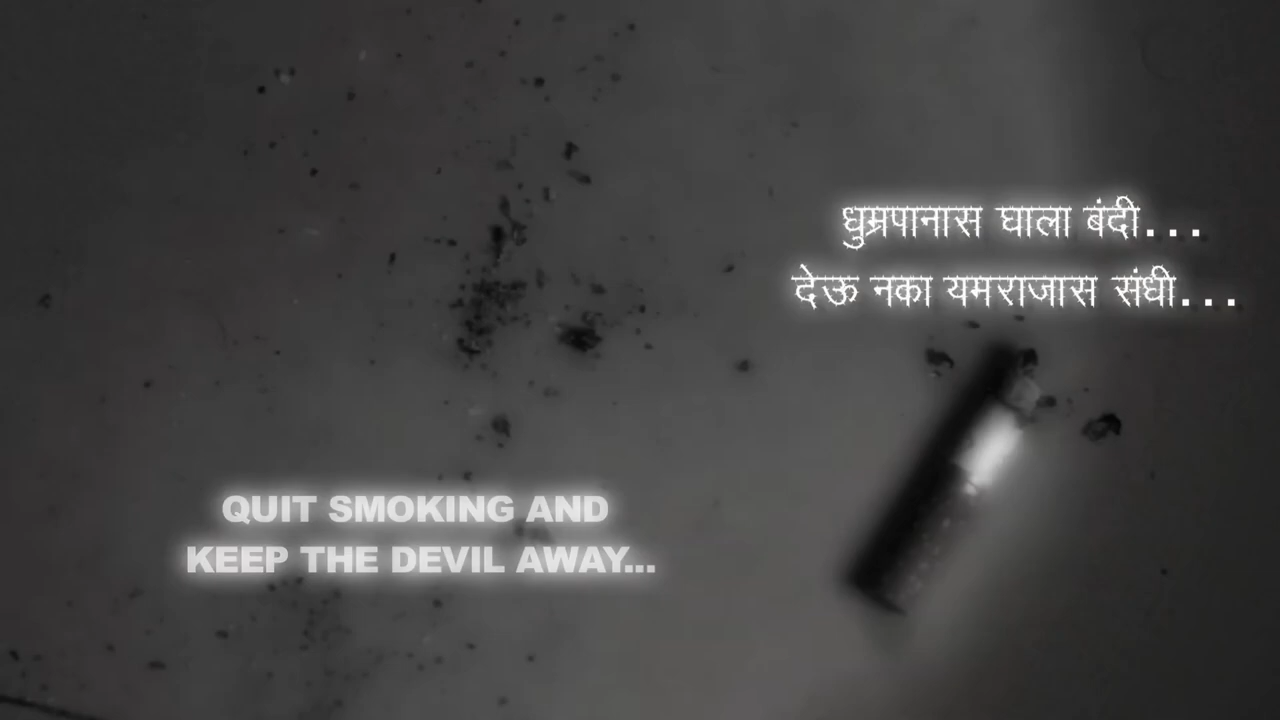 धुम्रपानास घाला बंदी...
देऊ नका यमराजास संधी...
QUIT SMOKING AND
KEEP THE DEVIL AWAY...